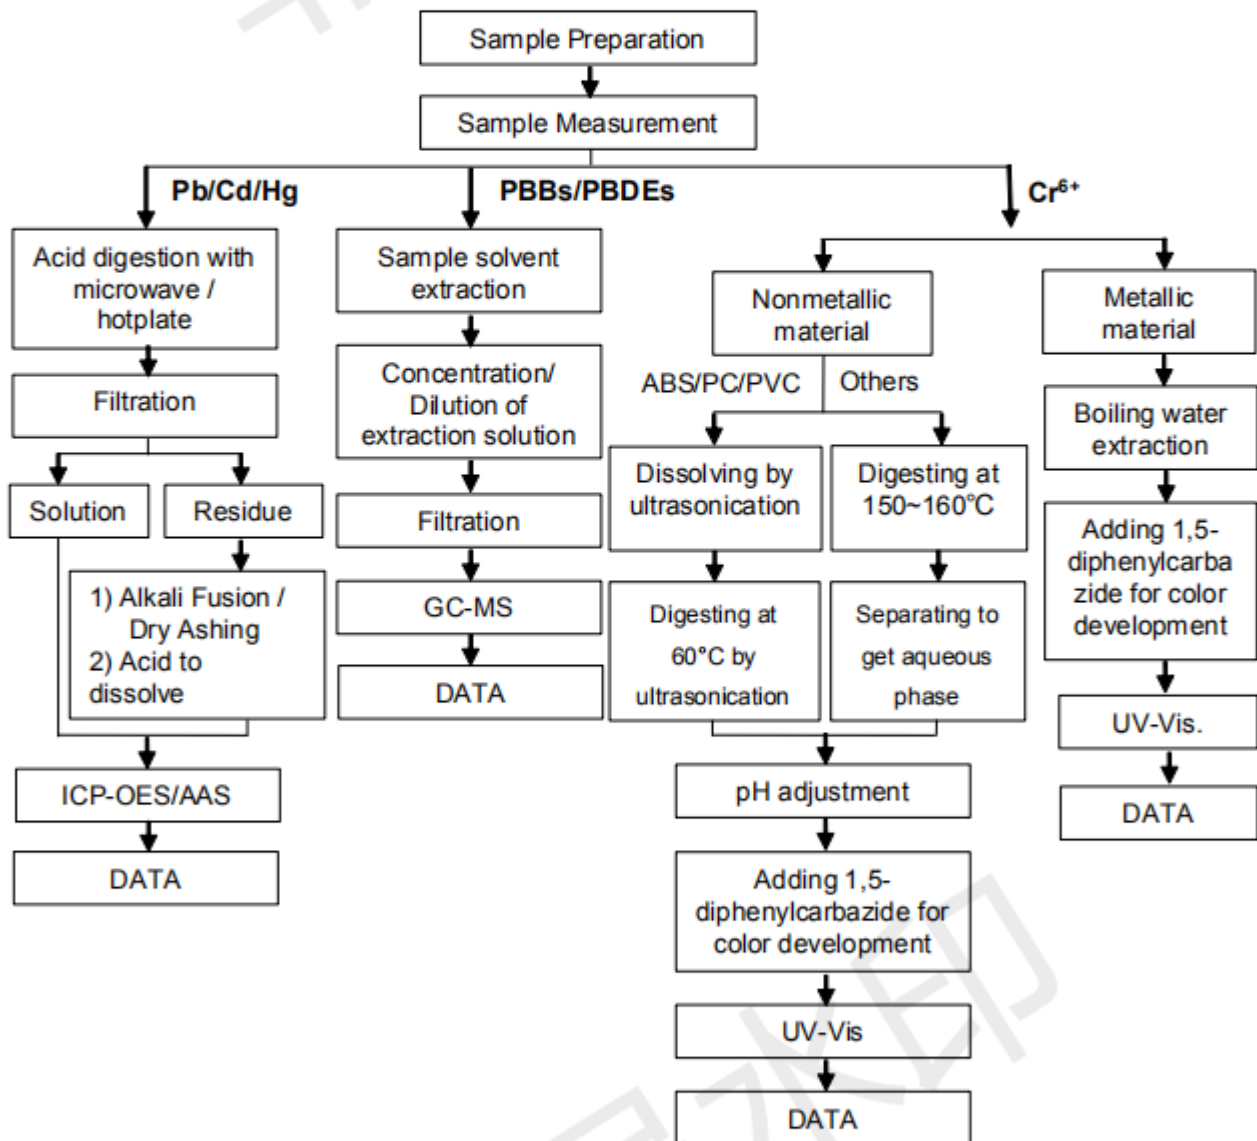 Sample Preparation
Sample Measurement
Pb/Cd/Hg
PBBs/PBDEs
Cr⁶⁺
Acid digestion with
microwave /
hotplate
Filtration
Solution
Residue
1) Alkali Fusion /
Dry Ashing
2) Acid to
dissolve
ICP-OES/AAS
DATA
Sample solvent
extraction
Concentration/
Dilution of
extraction solution
Filtration
GC-MS
DATA
Nonmetallic
material
ABS/PC/PVC
Others
Dissolving by
ultrasonication
Digesting at
60°C by
ultrasonication
Digesting at
150~160°C
Separating to
get aqueous
phase
pH adjustment
Adding 1,5-
diphenylcarbazide for
color development
UV-Vis
DATA
Metallic
material
Boiling water
extraction
Adding 1,5-
diphenylcarba
zide for color
development
UV-Vis.
DATA
水印